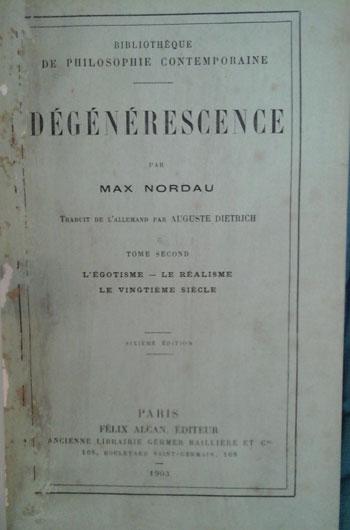 BIBLIOTHÈQUE
DE PHILOSOPHIE CONTEMPORAINE
DÉGÉNÉRESCENCE
PAR
MAX NORDAU
TRADUIT DE L'ALLEMAND PAR AUGUSTE DIETRICH
TOME SECOND
L'ÉGOTISME — LE RÉALISME
LE VINGTIÈME SIÈCLE
SIXIÈME ÉDITION
PARIS
FÉLIX ALCAN, ÉDITEUR
ANCIENNE LIBRAIRIE GERMER BAILLIÈRE ET Cie
108, BOULEVARD SAINT-GERMAIN, 108
1903